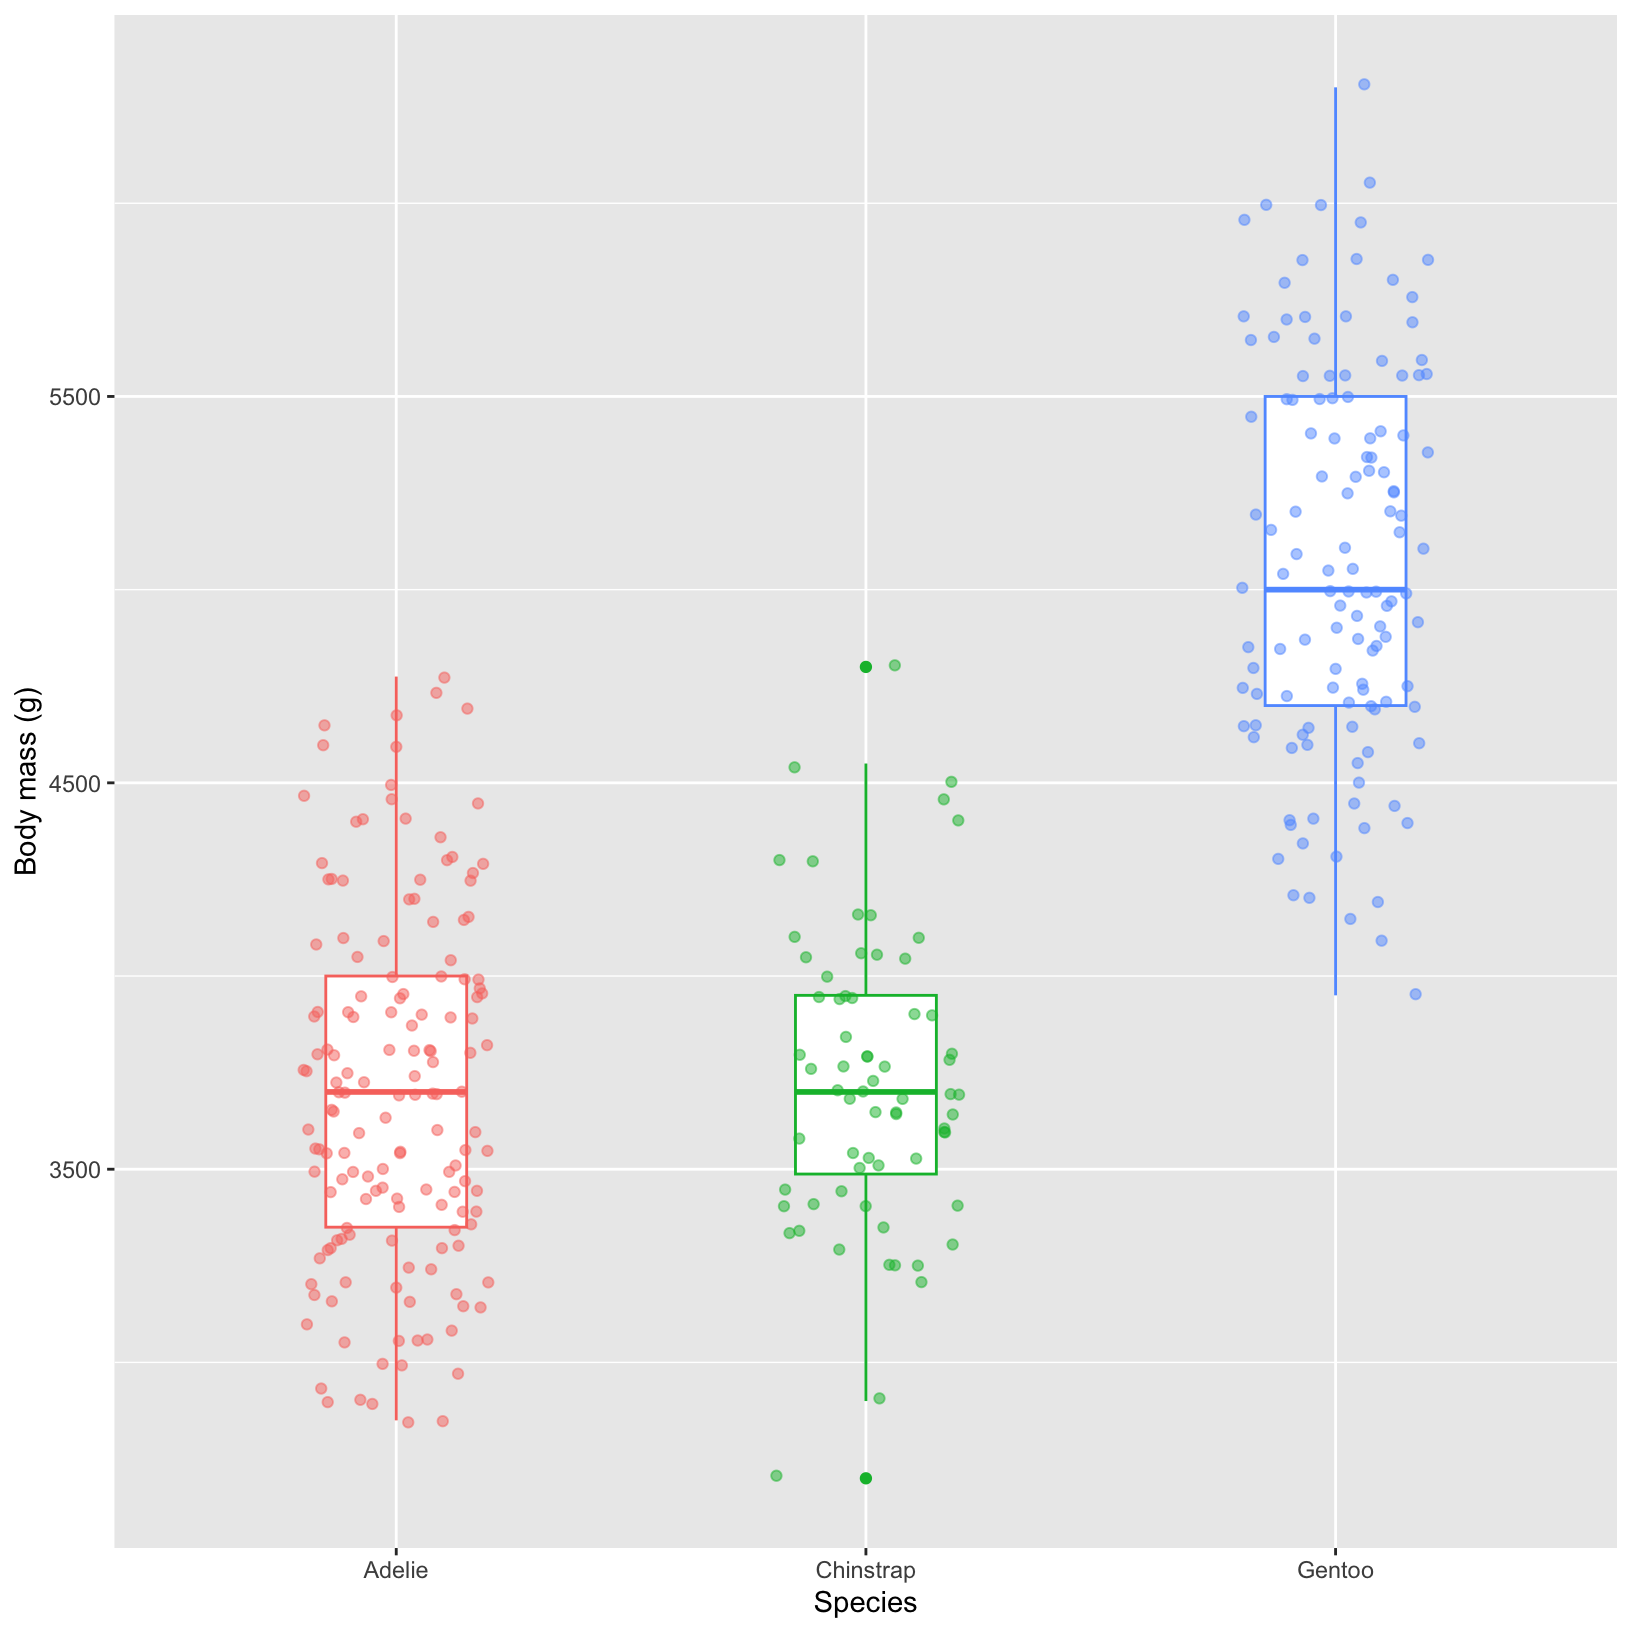 Body mass (g)
5500
4500
3500
Adelie
Chinstrap
Gentoo
Species